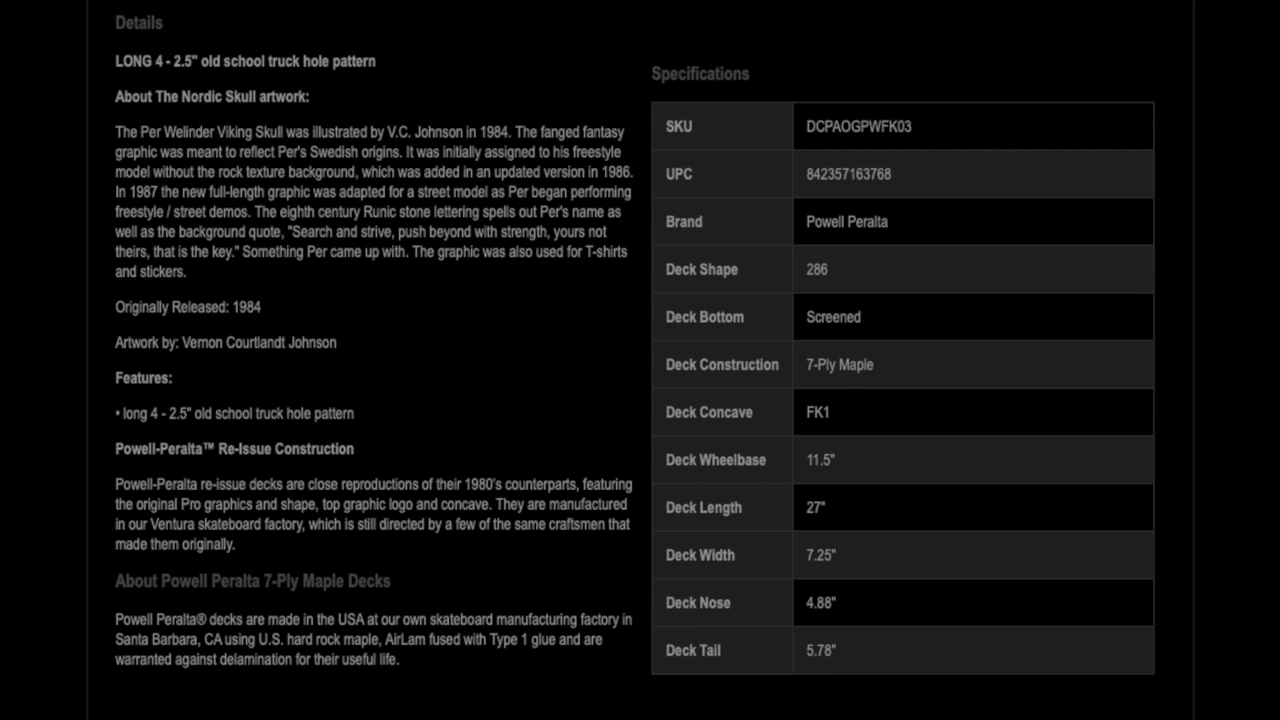 Details
LONG 4 - 2.5" old school truck hole pattern
About The Nordic Skull artwork:
The Per Welinder Viking Skull was illustrated by V.C. Johnson in 1984. The fanged fantasy
graphic was meant to reflect Per's Swedish origins. It was initially assigned to his freestyle
model without the rock texture background, which was added in an updated version in 1986.
In 1987 the new full-length graphic was adapted for a street model as Per began performing
freestyle / street demos. The eighth century Runic stone lettering spells out Per's name as
well as the background quote, "Search and strive, push beyond with strength, yours not
theirs, that is the key." Something Per came up with. The graphic was also used for T-shirts
and stickers.
Originally Released: 1984
Artwork by: Vernon Courtlandt Johnson
Features:
• long 4 - 2.5" old school truck hole pattern
Powell-Peralta™ Re-Issue Construction
Powell-Peralta re-issue decks are close reproductions of their 1980's counterparts, featuring
the original Pro graphics and shape, top graphic logo and concave. They are manufactured
in our Ventura skateboard factory, which is still directed by a few of the same craftsmen that
made them originally.
About Powell Peralta 7-Ply Maple Decks
Powell Peralta® decks are made in the USA at our own skateboard manufacturing factory in
Santa Barbara, CA using U.S. hard rock maple, AirLam fused with Type 1 glue and are
warranted against delamination for their useful life.
Specifications
SKU DCPAOGPWFK03
UPC 842357163768
Brand Powell Peralta
Deck Shape 286
Deck Bottom Screened
Deck Construction 7-Ply Maple
Deck Concave FK1
Deck Wheelbase 11.5"
Deck Length 27"
Deck Width 7.25"
Deck Nose 4.88"
Deck Tail 5.78"